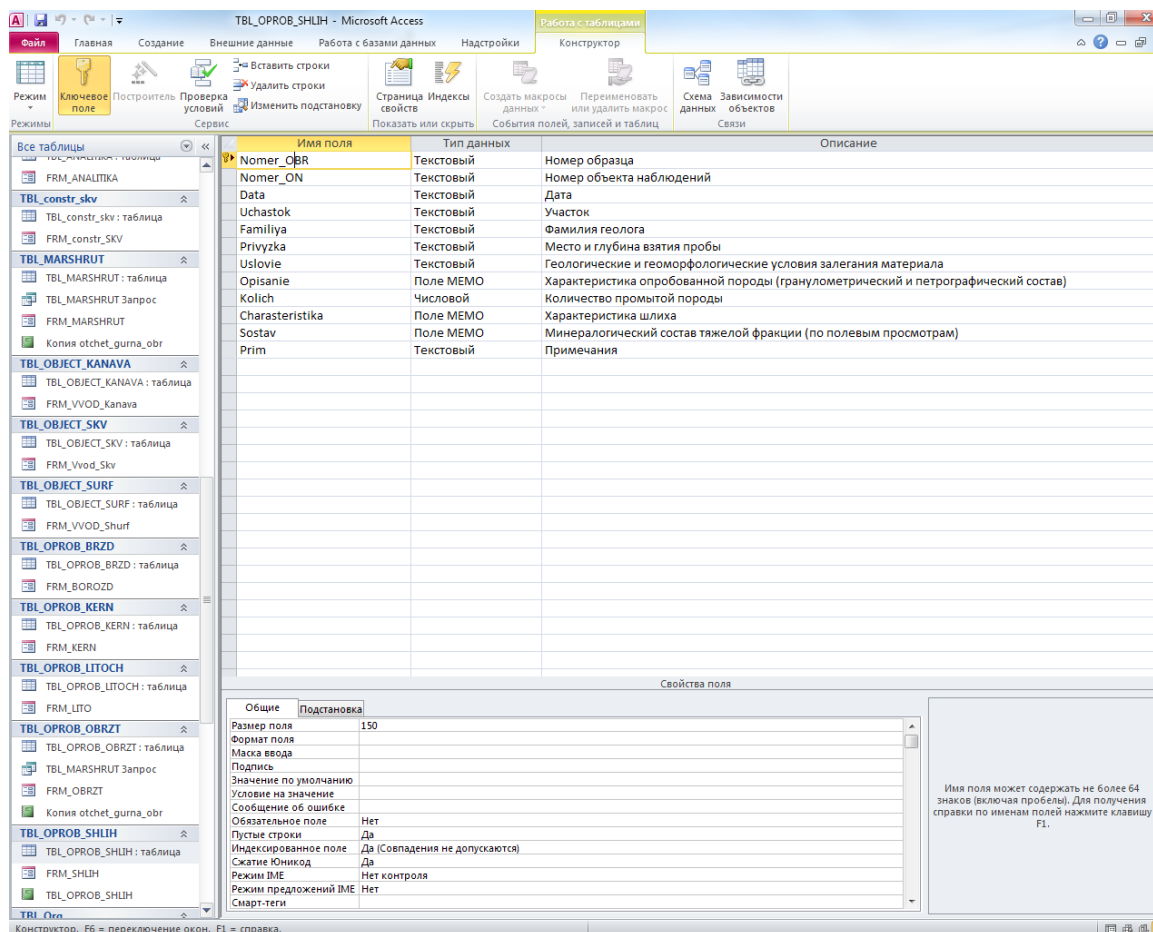 TBL_OPROB_SHLIH - Microsoft Access
Работа с таблицами
Файл Главная Создание Внешние данные Работа с базами данных Надстройки Конструктор
Режим
Ключевое поле
Построитель
Проверка условий
Вставить строки
Удалить строки
Изменить подстановку
Страница свойств
Индексы
Создать макросы данных
Переименовать или удалить макрос
Схема данных
Зависимости объектов
Режимы Сервис Показать или скрыть События полей, записей и таблиц Связи
Все таблицы
FRM_ANALITIKA
TBL_constr_skv
TBL_constr_skv : таблица
FRM_constr_SKV
TBL_MARSHRUT
TBL_MARSHRUT : таблица
TBL_MARSHRUT Запрос
FRM_MARSHRUT
Копия otchet_gurna_obr
TBL_OBJECT_KANAVA
TBL_OBJECT_KANAVA : таблица
FRM_VVOD_Kanava
TBL_OBJECT_SKV
TBL_OBJECT_SKV : таблица
FRM_Vvod_Skv
TBL_OBJECT_SURF
TBL_OBJECT_SURF : таблица
FRM_VVOD_Shurf
TBL_OPROB_BRZD
TBL_OPROB_BRZD : таблица
FRM_BOROZD
TBL_OPROB_KERN
TBL_OPROB_KERN : таблица
FRM_KERN
TBL_OPROB_LITOCH
TBL_OPROB_LITOCH : таблица
FRM_LITO
TBL_OPROB_OBRZT
TBL_OPROB_OBRZT : таблица
TBL_MARSHRUT Запрос
FRM_OBRZT
Копия otchet_gurna_obr
TBL_OPROB_SHLIH
TBL_OPROB_SHLIH : таблица
FRM_SHLIH
TBL_OPROB_SHLIH
TBL_Org
Имя поля Тип данных Описание
Nomer_OBR Текстовый Номер образца
Nomer_ON Текстовый Номер объекта наблюдений
Data Текстовый Дата
Uchastok Текстовый Участок
Familiya Текстовый Фамилия геолога
Privyzka Текстовый Место и глубина взятия пробы
Uslovie Текстовый Геологические и геоморфологические условия залегания материала
Opisanie Поле МЕМО Характеристика опробованной породы (гранулометрический и петрографический состав)
Kolich Числовой Количество промытой породы
Charasteristika Поле МЕМО Характеристика шлиха
Sostav Поле МЕМО Минералогический состав тяжелой фракции (по полевым просмотрам)
Prim Текстовый Примечания
Свойства поля
Общие Подстановка
Размер поля 150
Формат поля
Маска ввода
Подпись
Значение по умолчанию
Условие на значение
Сообщение об ошибке
Обязательное поле Нет
Пустые строки Да
Индексированное поле Да (Совпадения не допускаются)
Сжатие Юникод Да
Режим IME Нет контроля
Режим предложений IME Нет
Смарт-теги
Имя поля может содержать не более 64
знаков (включая пробелы). Для получения
справки по именам полей нажмите клавишу
F1.
Конструктор. F6 = переключение окон. F1 = справка.